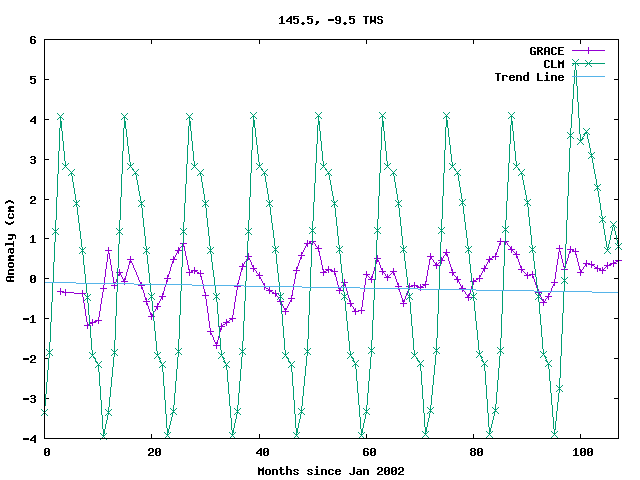 145.5, -9.5 TWS
GRACE
CLM
Trend Line
6
5
4
3
2
1
0
-1
-2
-3
-4
Anomaly (cm)
0 20 40 60 80 100
Months since Jan 2002